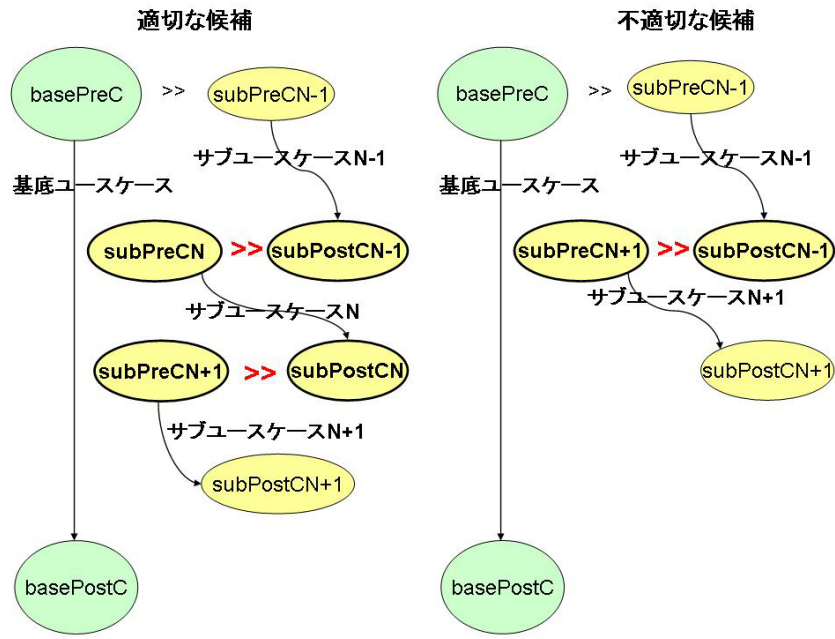 適切な候補
basePreC
>>
subPreCN-1
サブユースケースN-1
基底ユースケース
subPreCN
>>
subPostCN-1
サブユースケースN
subPreCN+1
>>
subPostCN
サブユースケースN+1
subPostCN+1
basePostC
不適切な候補
basePreC
>>
subPreCN-1
サブユースケースN-1
基底ユースケース
subPreCN+1
>>
subPostCN-1
サブユースケースN+1
subPostCN+1
basePostC